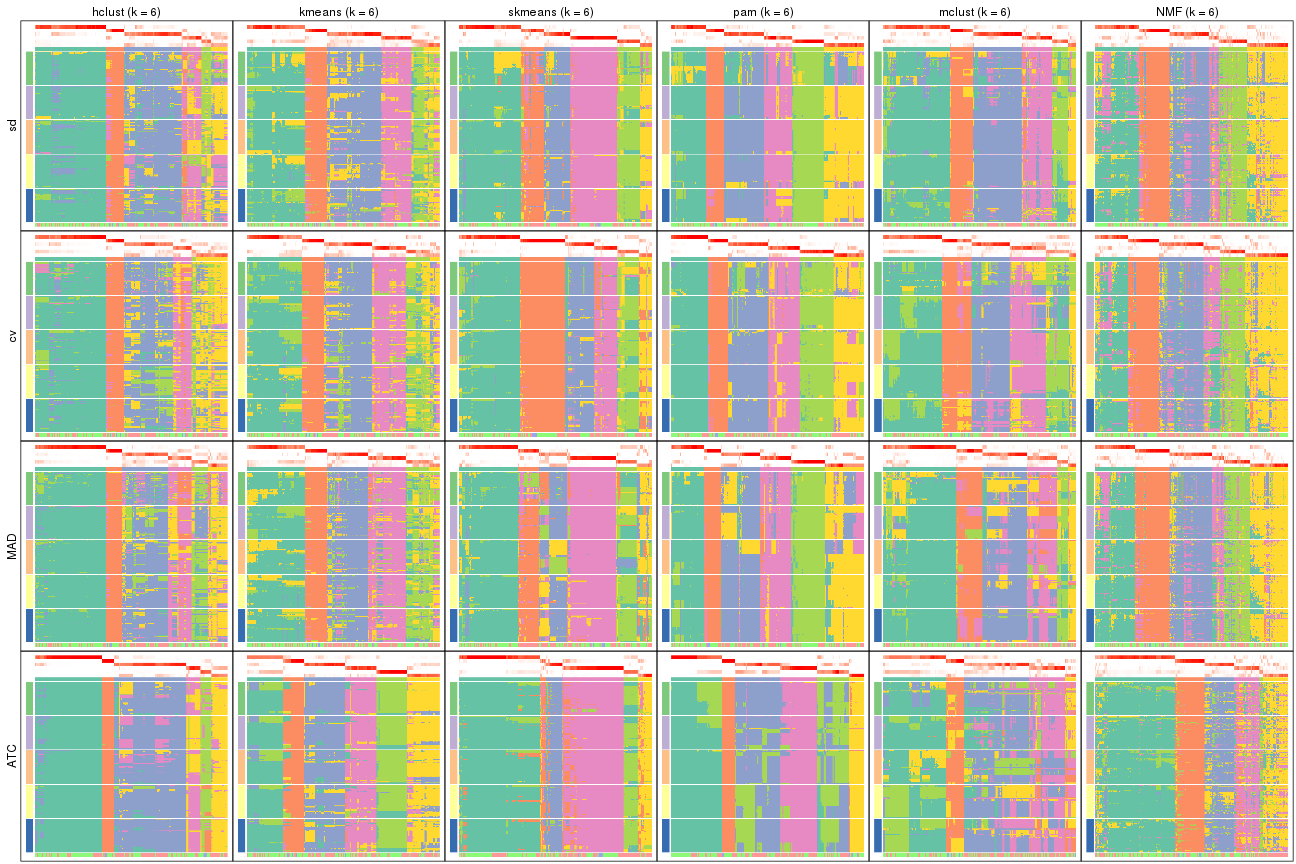 hclust (k = 6) kmeans (k = 6) skmeans (k = 6) pam (k = 6) mclust (k = 6) NMF (k = 6)
sd
cv
MAD
ATC